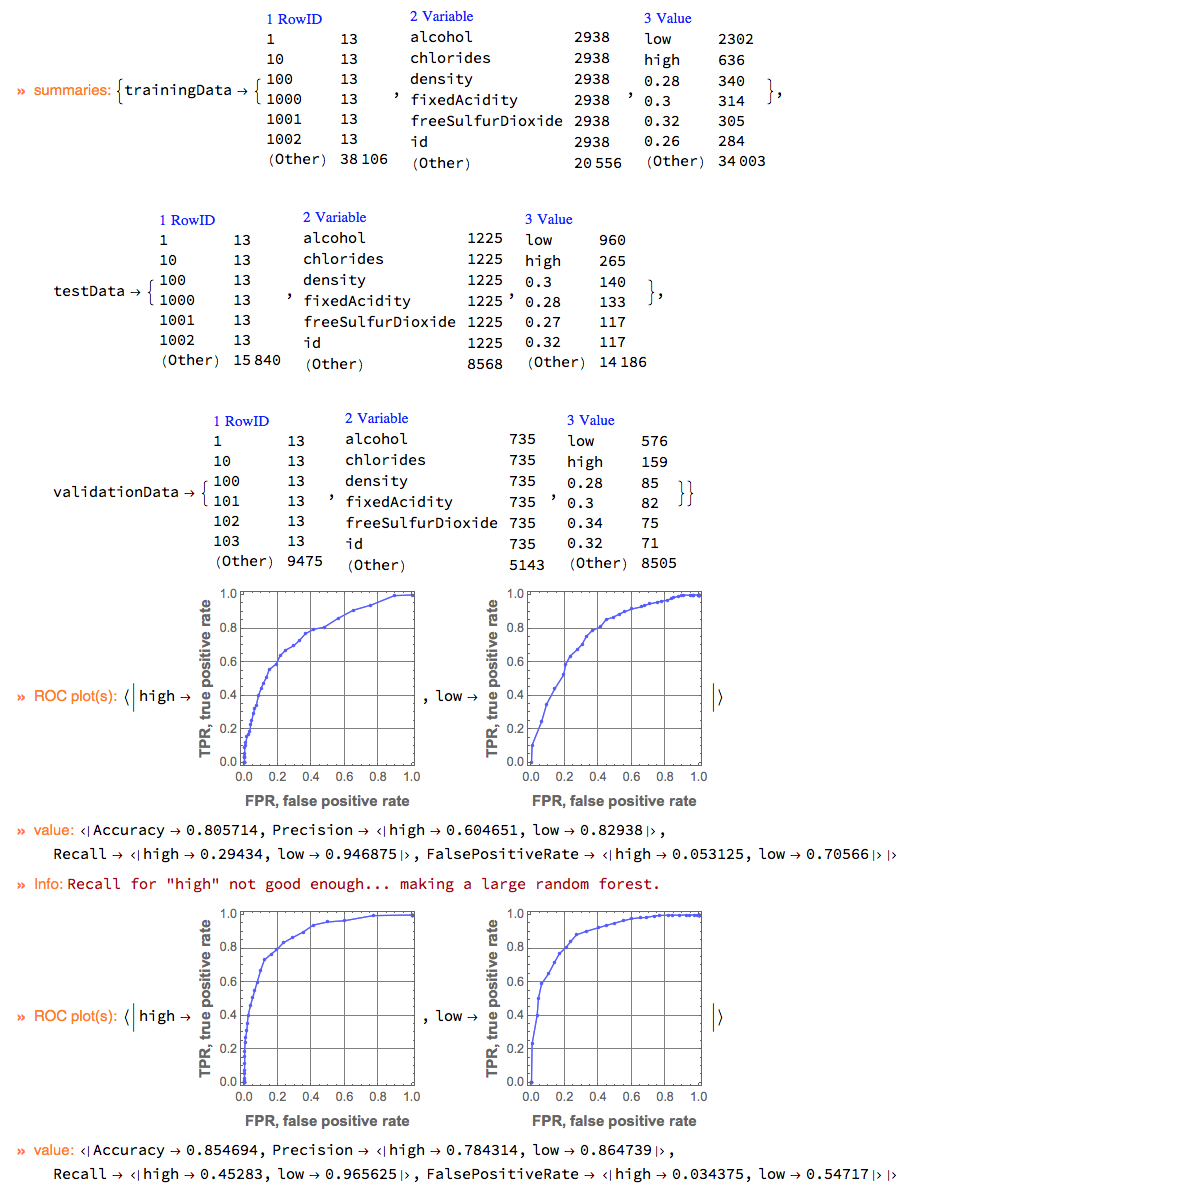 1 RowID 2 Variable 3 Value
1 13 alcohol 2938 low 2302
10 13 chlorides 2938 high 636
100 13 density 2938 0.28 340
» summaries: {trainingData → { 1000 13 , fixedAcidity 2938 , 0.3 314 },
1001 13 freeSulfurDioxide 2938 0.32 305
1002 13 id 2938 0.26 284
(Other) 38 106 (Other) 20 556 (Other) 34 003
1 RowID 2 Variable 3 Value
1 13 alcohol 1225 low 960
10 13 chlorides 1225 high 265
100 13 density 1225 0.3 140
testData → { 1000 13 , fixedAcidity 1225 , 0.28 133 },
1001 13 freeSulfurDioxide 1225 0.27 117
1002 13 id 1225 0.32 117
(Other) 15 840 (Other) 8568 (Other) 14 186
1 RowID 2 Variable 3 Value
1 13 alcohol 735 low 576
10 13 chlorides 735 high 159
100 13 density 735 0.28 85
validationData → { 101 13 , fixedAcidity 735 , 0.3 82 }}
102 13 freeSulfurDioxide 735 0.34 75
103 13 id 735 0.32 71
(Other) 9475 (Other) 5143 (Other) 8505
» ROC plot(s): ⟨| high →
TPR, true positive rate
1.0
0.8
0.6
0.4
0.2
0.0
0.0 0.2 0.4 0.6 0.8 1.0
FPR, false positive rate
, low →
TPR, true positive rate
1.0
0.8
0.6
0.4
0.2
0.0
0.0 0.2 0.4 0.6 0.8 1.0
FPR, false positive rate
|⟩
» value: <|Accuracy → 0.805714, Precision → <|high → 0.604651, low → 0.82938|>,
Recall → <|high → 0.29434, low → 0.946875|>, FalsePositiveRate → <|high → 0.053125, low → 0.70566|>|>
» Info: Recall for "high" not good enough... making a large random forest.
» ROC plot(s): ⟨| high →
TPR, true positive rate
1.0
0.8
0.6
0.4
0.2
0.0
0.0 0.2 0.4 0.6 0.8 1.0
FPR, false positive rate
, low →
TPR, true positive rate
1.0
0.8
0.6
0.4
0.2
0.0
0.0 0.2 0.4 0.6 0.8 1.0
FPR, false positive rate
|⟩
» value: <|Accuracy → 0.854694, Precision → <|high → 0.784314, low → 0.864739|>,
Recall → <|high → 0.45283, low → 0.965625|>, FalsePositiveRate → <|high → 0.034375, low → 0.54717|>|>